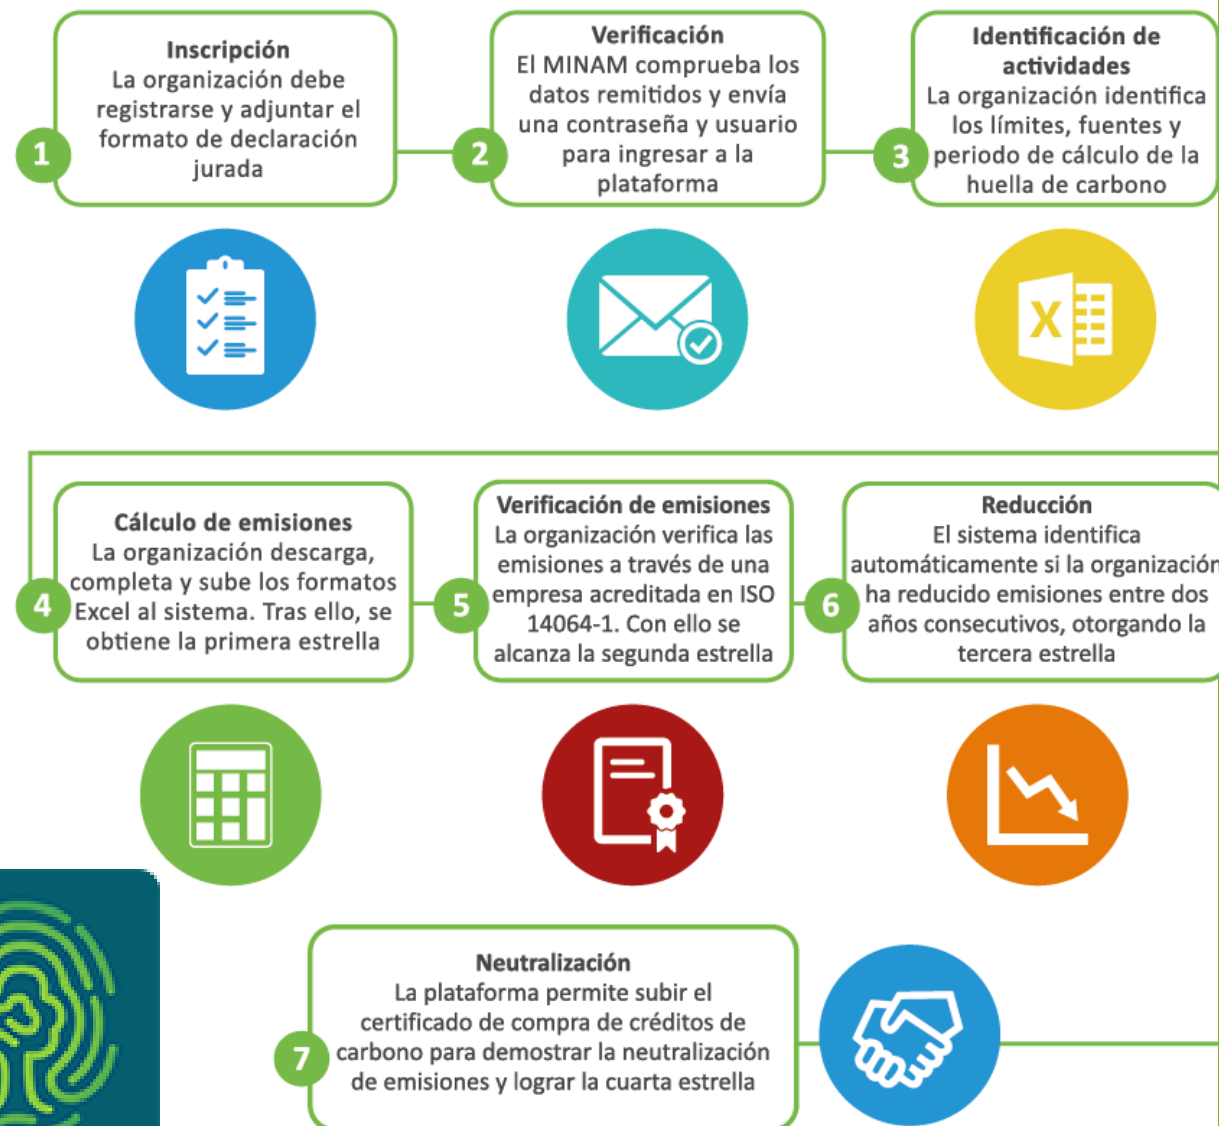 Inscripción
La organización debe
registrarse y adjuntar el
formato de declaración
jurada
1
Verificación
El MINAM comprueba los
datos remitidos y envía
una contraseña y usuario
para ingresar a la
plataforma
2
Identificación de
actividades
La organización identifica
los límites, fuentes y
periodo de cálculo de la
huella de carbono
3
X
Cálculo de emisiones
La organización descarga,
completa y sube los formatos
Excel al sistema. Tras ello, se
obtiene la primera estrella
4
Verificación de emisiones
La organización verifica las
emisiones a través de una
empresa acreditada en ISO
14064-1. Con ello se
alcanza la segunda estrella
5
Reducción
El sistema identifica
automáticamente si la organización
ha reducido emisiones entre dos
años consecutivos, otorgando la
tercera estrella
6
Neutralización
La plataforma permite subir el
certificado de compra de créditos de
carbono para demostrar la neutralización
de emisiones y lograr la cuarta estrella
7